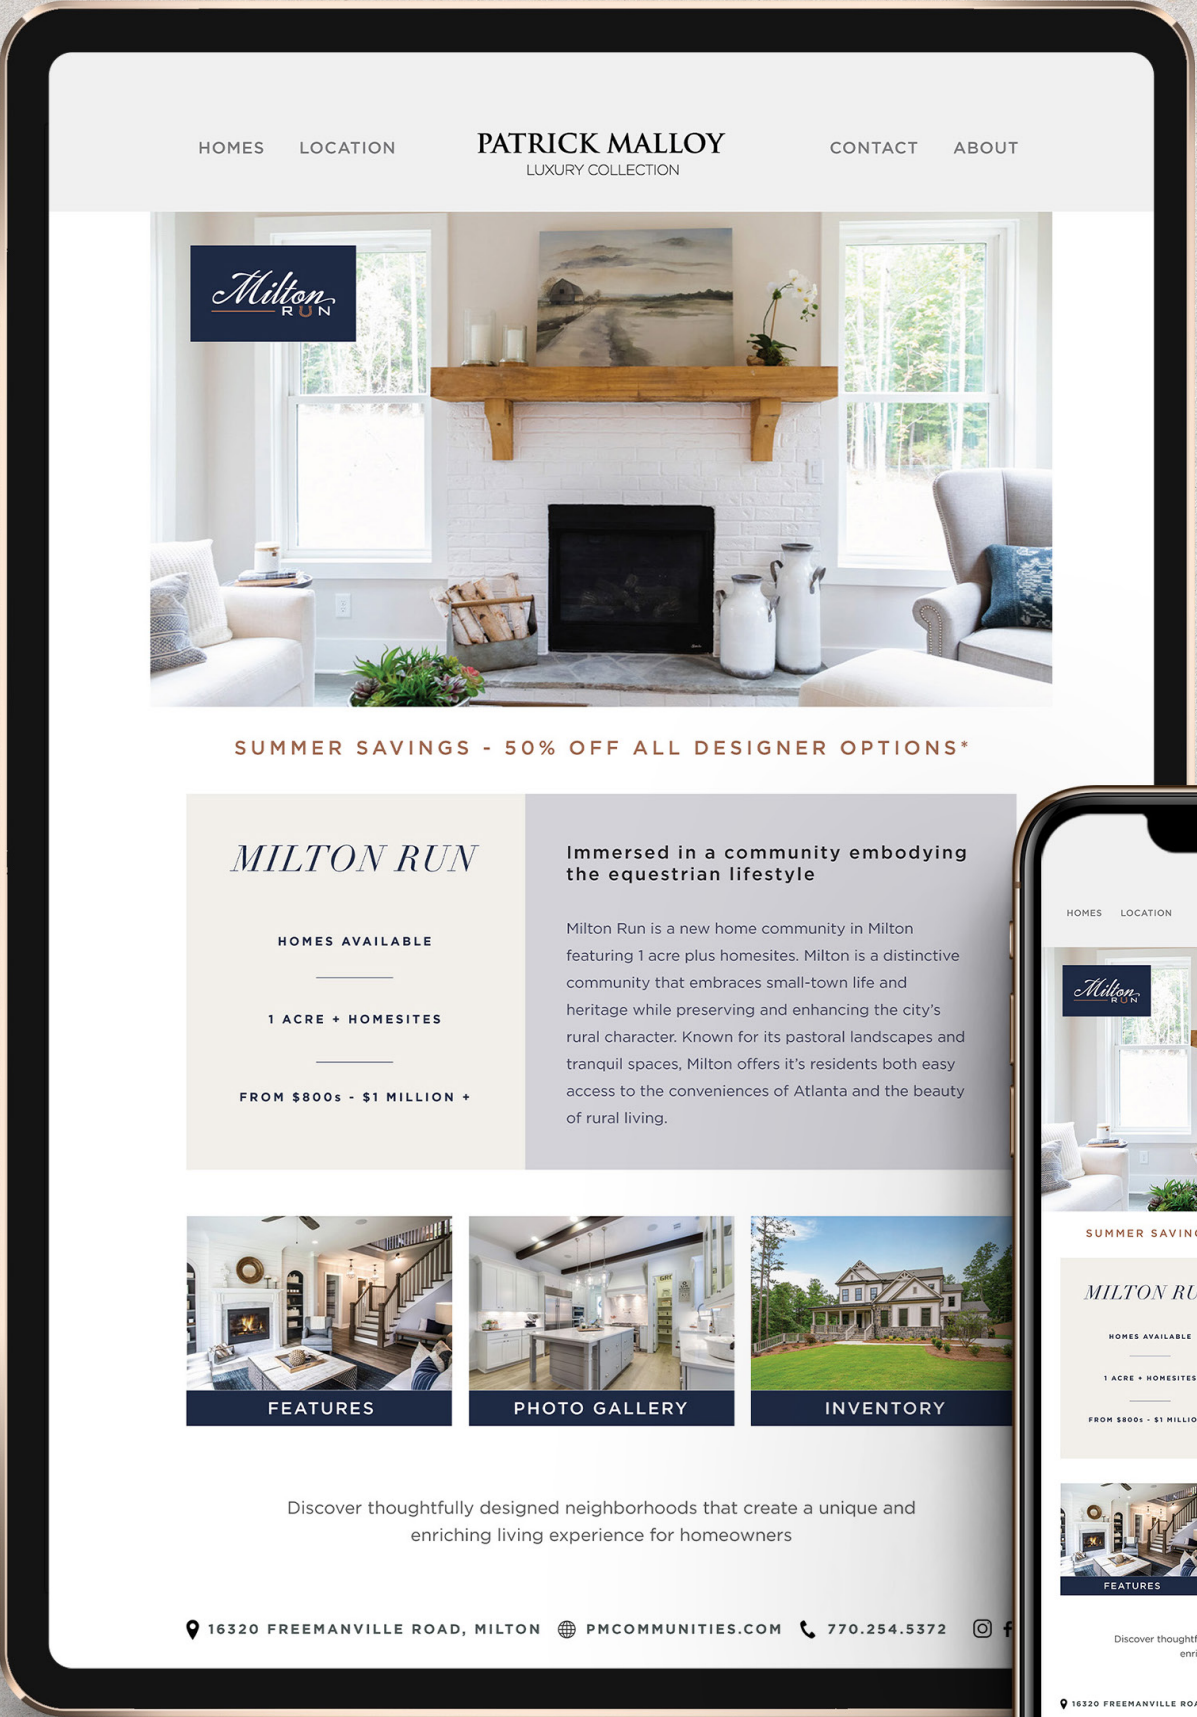 HOMES LOCATION PATRICK MALLOY CONTACT ABOUT
LUXURY COLLECTION
Milton
RUN
SUMMER SAVINGS - 50% OFF ALL DESIGNER OPTIONS*
MILTON RUN
HOMES AVAILABLE
1 ACRE + HOMESITES
FROM $800s - $1 MILLION +
Immersed in a community embodying
the equestrian lifestyle
Milton Run is a new home community in Milton
featuring 1 acre plus homesites. Milton is a distinctive
community that embraces small-town life and
heritage while preserving and enhancing the city's
rural character. Known for its pastoral landscapes and
tranquil spaces, Milton offers it's residents both easy
access to the conveniences of Atlanta and the beauty
of rural living.
FEATURES PHOTO GALLERY INVENTORY
Discover thoughtfully designed neighborhoods that create a unique and
enriching living experience for homeowners
16320 FREEMANVILLE ROAD, MILTON PMCOMMUNITIES.COM 770.254.5372
HOMES LOCATION
Milton
RUN
SUMMER SAVING
MILTON RU
HOMES AVAILABLE
1 ACRE + HOMESITES
FROM $800s - $1 MILLIO
FEATURES
Discover thoughtf
enri
16320 FREEMANVILLE ROA